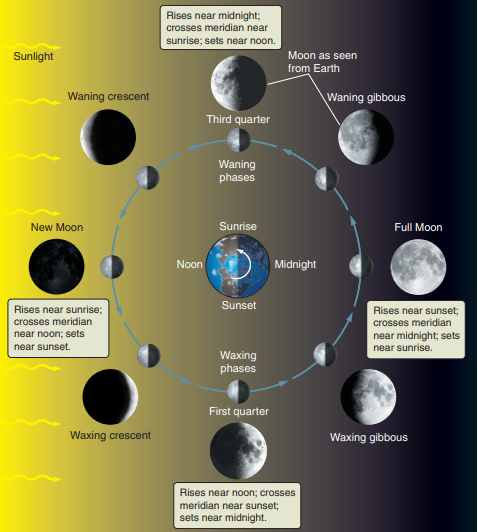 Rises near midnight;
crosses meridian near
sunrise; sets near noon.
Sunlight
Moon as seen
from Earth
Waning crescent
Waning gibbous
Third quarter
Waning
phases
New Moon
Sunrise
Full Moon
Noon
Midnight
Sunset
Rises near sunrise;
crosses meridian
near noon; sets
near sunset.
Rises near sunset;
crosses meridian
near midnight; sets
near sunrise.
Waxing
phases
First quarter
Waxing crescent
Waxing gibbous
Rises near noon; crosses
meridian near sunset;
sets near midnight.